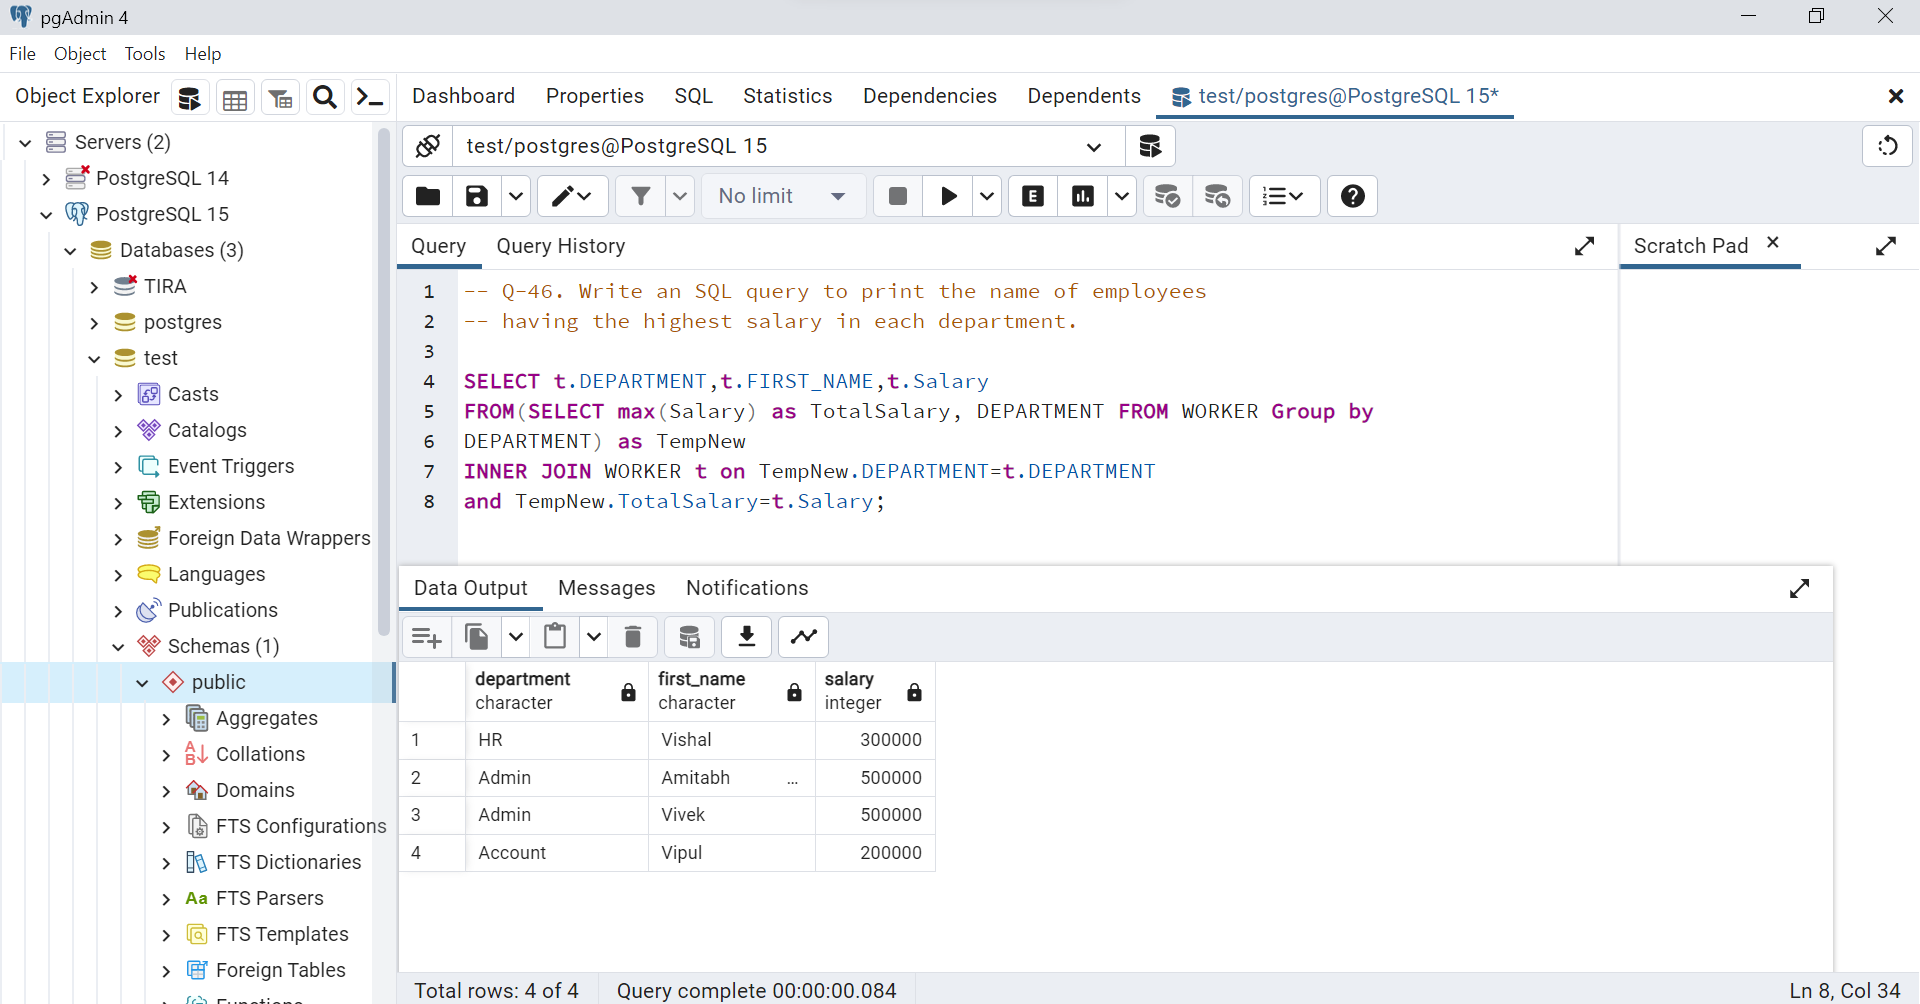 pgAdmin 4
File Object Tools Help
Object Explorer
Dashboard Properties SQL Statistics Dependencies Dependents test/postgres@PostgreSQL 15*
Servers (2)
PostgreSQL 14
PostgreSQL 15
Databases (3)
TIRA
postgres
test
Casts
Catalogs
Event Triggers
Extensions
Foreign Data Wrappers
Languages
Publications
Schemas (1)
public
Aggregates
Collations
Domains
FTS Configurations
FTS Dictionaries
Aa FTS Parsers
FTS Templates
Foreign Tables
Functions
test/postgres@PostgreSQL 15
No limit E
Query Query History
Scratch Pad
1 -- Q-46. Write an SQL query to print the name of employees
2 -- having the highest salary in each department.
3
4 SELECT t.DEPARTMENT,t.FIRST_NAME,t.Salary
5 FROM(SELECT max(Salary) as TotalSalary, DEPARTMENT FROM WORKER Group by
6 DEPARTMENT) as TempNew
7 INNER JOIN WORKER t on TempNew.DEPARTMENT=t.DEPARTMENT
8 and TempNew.TotalSalary=t.Salary;
Data Output Messages Notifications
department first_name salary
character character integer
1 HR Vishal 300000
2 Admin Amitabh ... 500000
3 Admin Vivek 500000
4 Account Vipul 200000
Total rows: 4 of 4 Query complete 00:00:00.084 Ln 8, Col 34